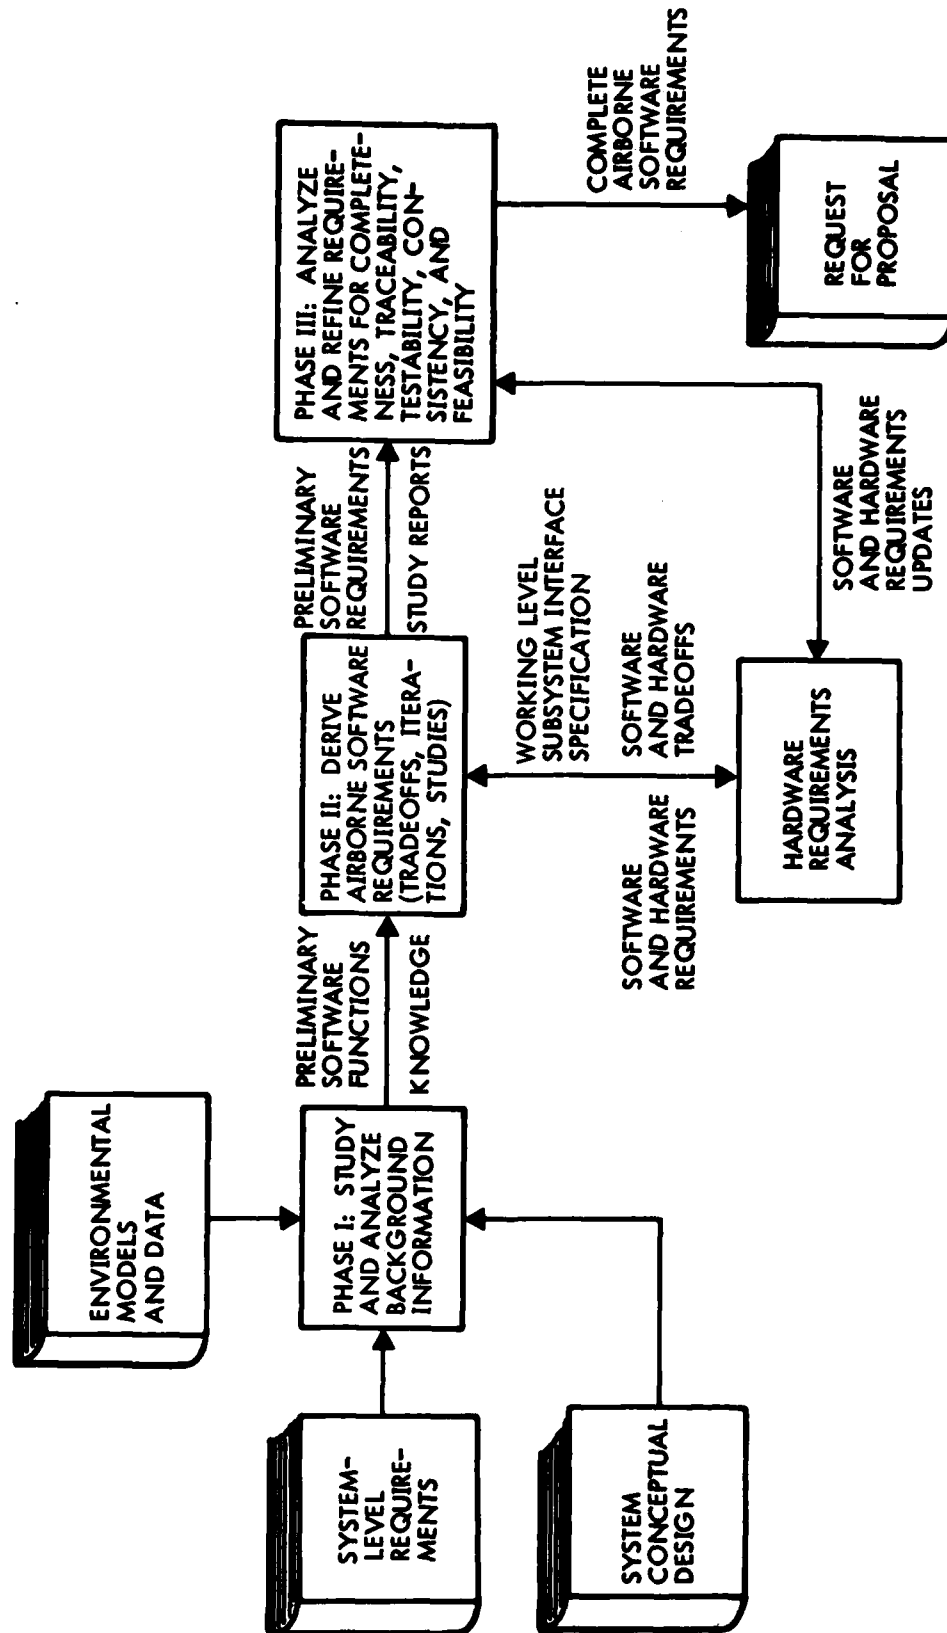 ENVIRONMENTAL
MODELS
AND DATA
SYSTEM-
LEVEL
REQUIRE-
MENTS
SYSTEM
CONCEPTUAL
DESIGN
PHASE I: STUDY
AND ANALYZE
BACKGROUND
INFORMATION
PRELIMINARY
SOFTWARE
FUNCTIONS
KNOWLEDGE
PHASE II: DERIVE
AIRBORNE SOFTWARE
REQUIREMENTS
(TRADEOFFS, ITERA-
TIONS, STUDIES)
PRELIMINARY
SOFTWARE
REQUIREMENTS
STUDY REPORTS
PHASE III: ANALYZE
AND REFINE REQUIRE-
MENTS FOR COMPLETE-
NESS, TRACEABILITY,
TESTABILITY, CON-
SISTENCY, AND
FEASIBILITY
WORKING LEVEL
SUBSYSTEM INTERFACE
SPECIFICATION
SOFTWARE
AND HARDWARE
TRADEOFFS
SOFTWARE
AND HARDWARE
REQUIREMENTS
HARDWARE
REQUIREMENTS
ANALYSIS
SOFTWARE
AND HARDWARE
REQUIREMENTS
UPDATES
COMPLETE
AIRBORNE
SOFTWARE
REQUIREMENTS
REQUEST
FOR
PROPOSAL